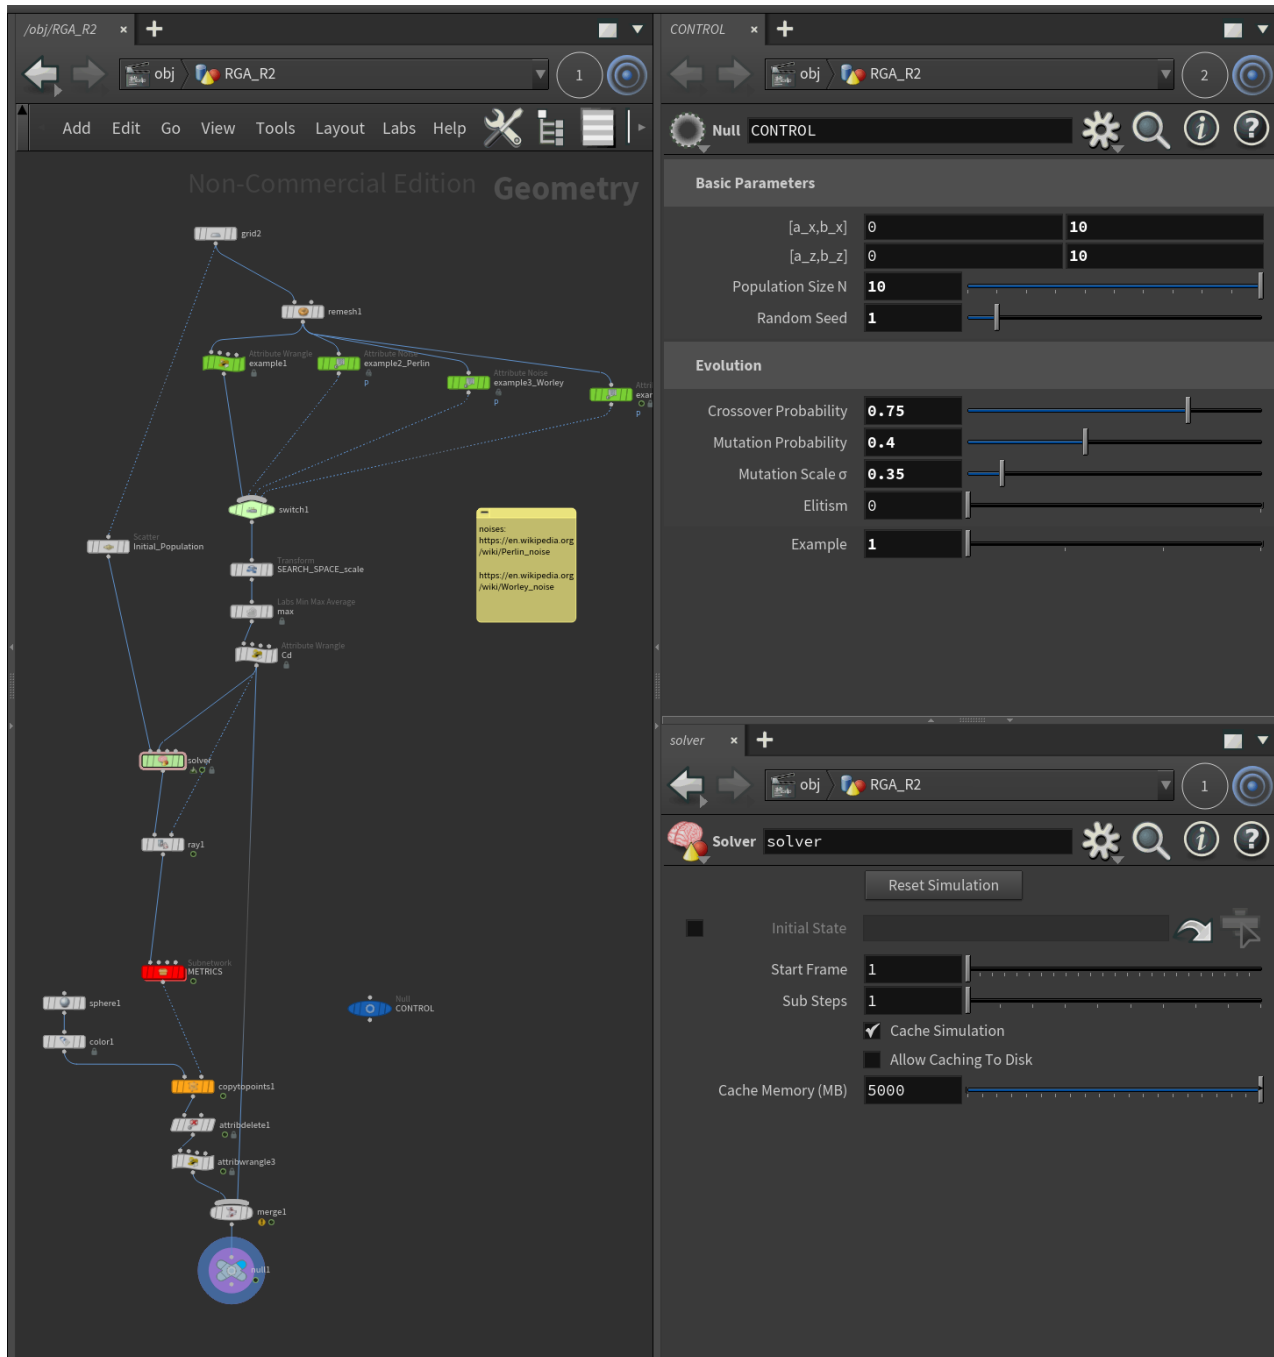 /obj/RGA_R2
obj RGA_R2 1
Add Edit Go View Tools Layout Labs Help
Non-Commercial Edition Geometry
grid2
remesh1
Attribute Wrangle
example1
Attribute Noise
example2_Perlin
p
Attribute Noise
example3_Worley
p
Attri
exar
p
switch1
noises:
https://en.wikipedia.org
/wiki/Perlin_noise
https://en.wikipedia.org
/wiki/Worley_noise
Scatter
Initial_Population
Transform
SEARCH_SPACE_scale
Labs Min Max Average
max
Attribute Wrangle
Cd
solver
ray1
Subnetwork
METRICS
sphere1
Null
CONTROL
color1
copytopoints1
attribdelete1
attribwrangle3
merge1
null1
CONTROL
obj RGA_R2 2
Null CONTROL
Basic Parameters
[a_x,b_x] 0 10
[a_z,b_z] 0 10
Population Size N 10
Random Seed 1
Evolution
Crossover Probability 0.75
Mutation Probability 0.4
Mutation Scale σ 0.35
Elitism 0
Example 1
solver
obj RGA_R2 1
Solver solver
Reset Simulation
Initial State
Start Frame 1
Sub Steps 1
Cache Simulation
Allow Caching To Disk
Cache Memory (MB) 5000